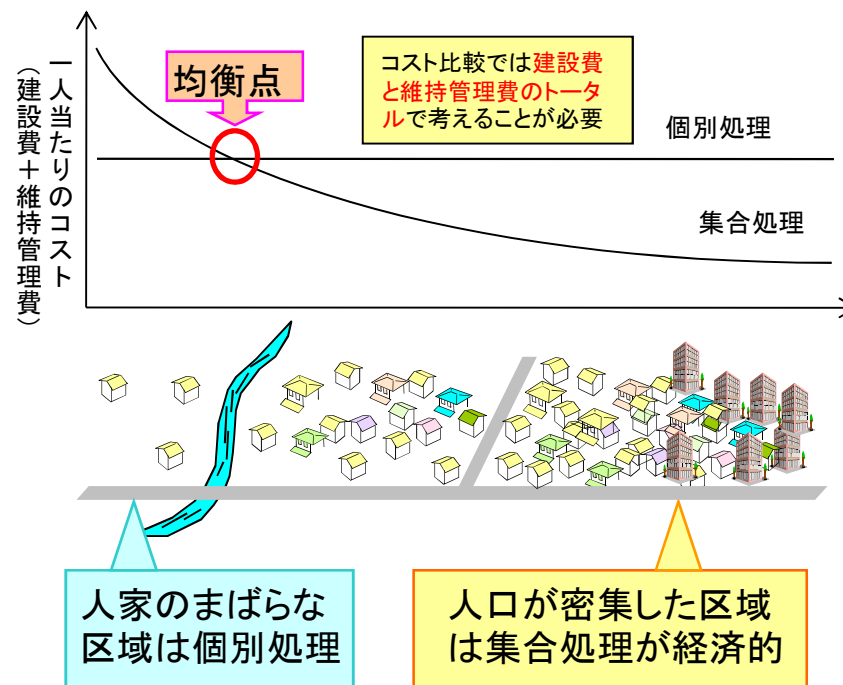 一人当たりのコスト
（建設費＋維持管理費）
均衡点
コスト比較では建設費
と維持管理費のトータ
ルで考えることが必要
個別処理
集合処理
人家のまばらな
区域は個別処理
人口が密集した区域
は集合処理が経済的